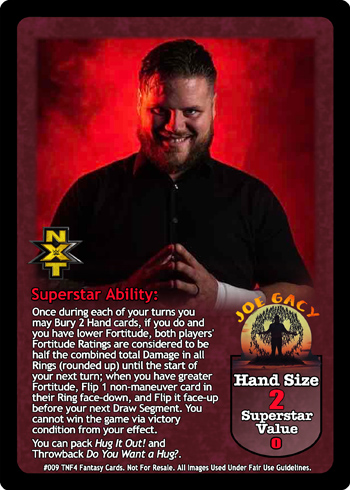 NXT
Superstar Ability:
Once during each of your turns you
may Bury 2 Hand cards, if you do and
you have lower Fortitude, both players'
Fortitude Ratings are considered to be
half the combined total Damage in all
Rings (rounded up) until the start of
your next turn; when you have greater
Fortitude, Flip 1 non-maneuver card in
their Ring face-down, and Flip it face-up
before your next Draw Segment. You
cannot win the game via victory
condition from your effect.
You can pack Hug It Out! and
Throwback Do You Want a Hug?.
JOE GACY
Hand Size
2
Superstar
Value
0
#009 TNF4 Fantasy Cards. Not For Resale. All Images Used Under Fair Use Guidelines.